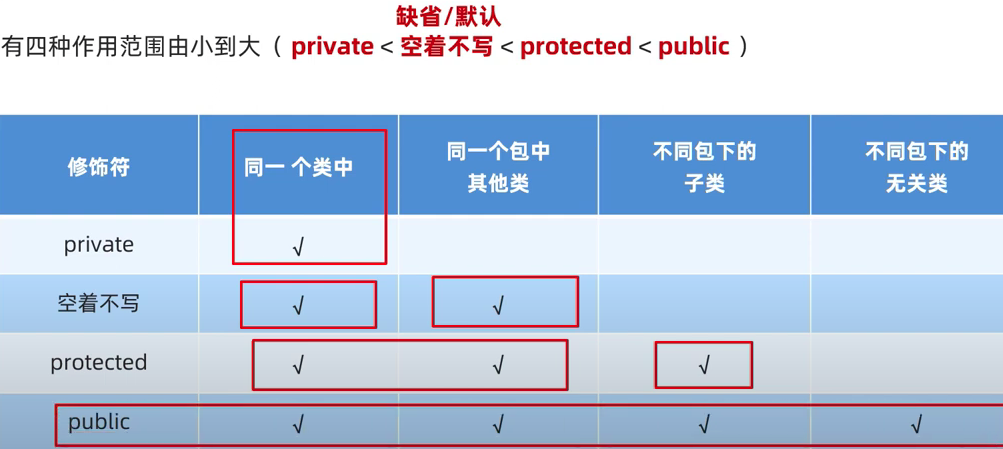 缺省/默认
有四种作用范围由小到大（ private < 空着不写 < protected < public ）
修饰符 同一 个类中 同一个包中 不同包下的 不同包下的
其他类 子类 无关类
private √
空着不写 √ √
protected √ √ √
public √ √ √ √